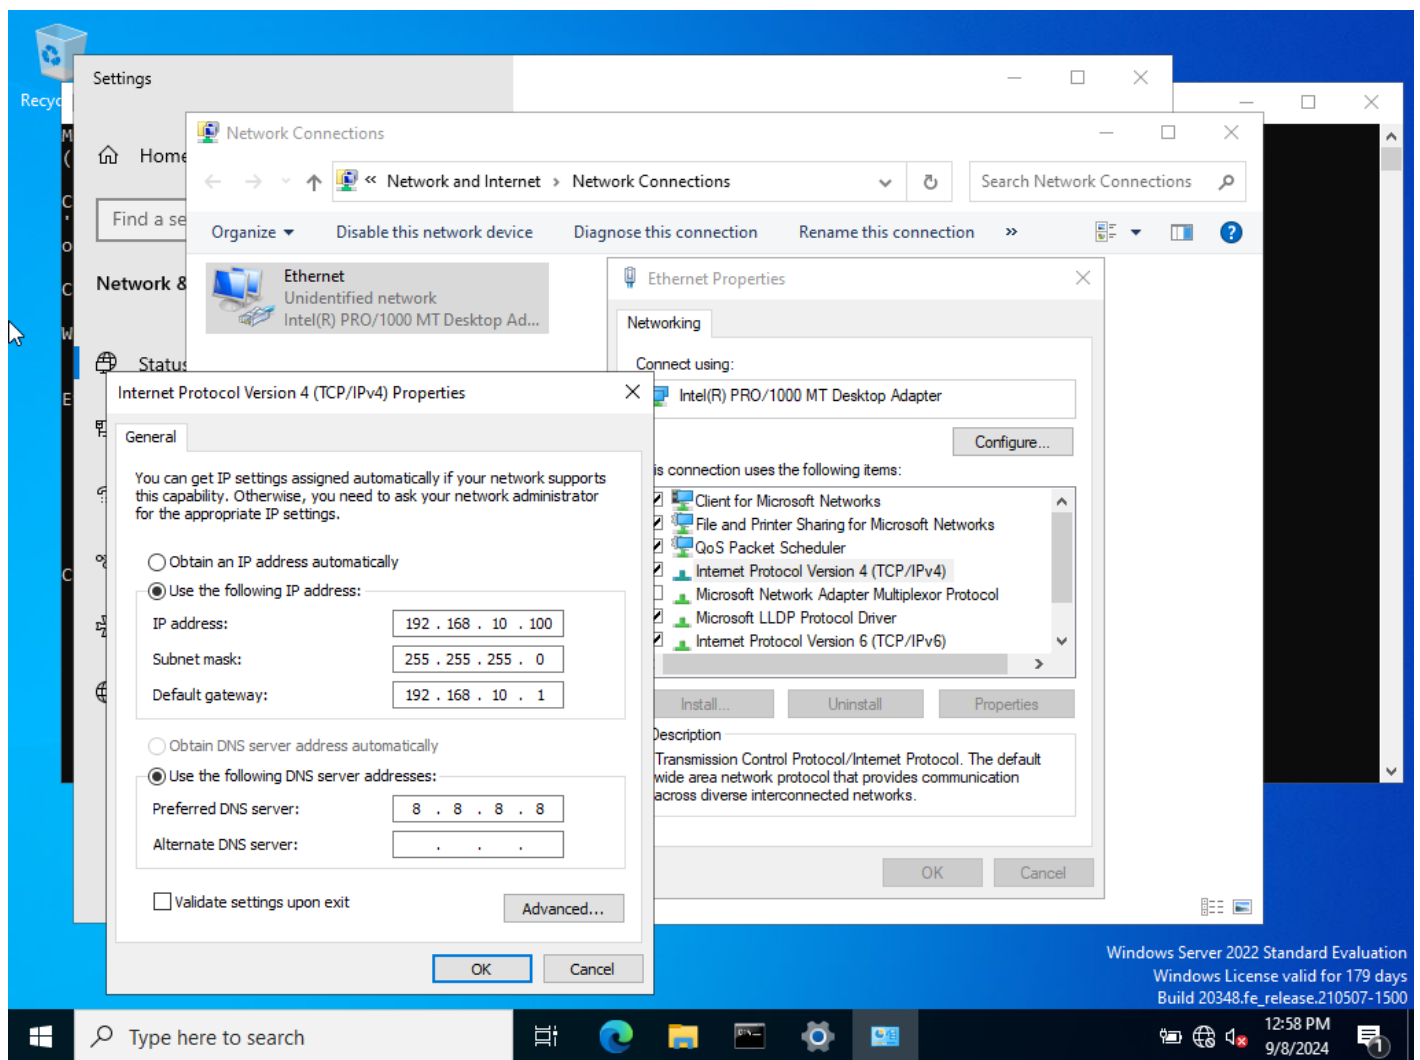 Recyc
Settings
Home
Find a se
Network &
Status
Network Connections
« Network and Internet › Network Connections
Search Network Connections
Organize
Disable this network device
Diagnose this connection
Rename this connection
»
Ethernet
Unidentified network
Intel(R) PRO/1000 MT Desktop Ad...
Ethernet Properties
Networking
Connect using:
Intel(R) PRO/1000 MT Desktop Adapter
Configure...
is connection uses the following items:
Client for Microsoft Networks
File and Printer Sharing for Microsoft Networks
QoS Packet Scheduler
Internet Protocol Version 4 (TCP/IPv4)
Microsoft Network Adapter Multiplexor Protocol
Microsoft LLDP Protocol Driver
Internet Protocol Version 6 (TCP/IPv6)
Install...
Uninstall
Properties
Description
Transmission Control Protocol/Internet Protocol. The default
wide area network protocol that provides communication
across diverse interconnected networks.
OK
Cancel
Internet Protocol Version 4 (TCP/IPv4) Properties
General
You can get IP settings assigned automatically if your network supports
this capability. Otherwise, you need to ask your network administrator
for the appropriate IP settings.
Obtain an IP address automatically
Use the following IP address:
IP address: 192 . 168 . 10 . 100
Subnet mask: 255 . 255 . 255 . 0
Default gateway: 192 . 168 . 10 . 1
Obtain DNS server address automatically
Use the following DNS server addresses:
Preferred DNS server: 8 . 8 . 8 . 8
Alternate DNS server: . . .
Validate settings upon exit
Advanced...
OK
Cancel
Windows Server 2022 Standard Evaluation
Windows License valid for 179 days
Build 20348.fe_release.210507-1500
Type here to search
12:58 PM
9/8/2024
1